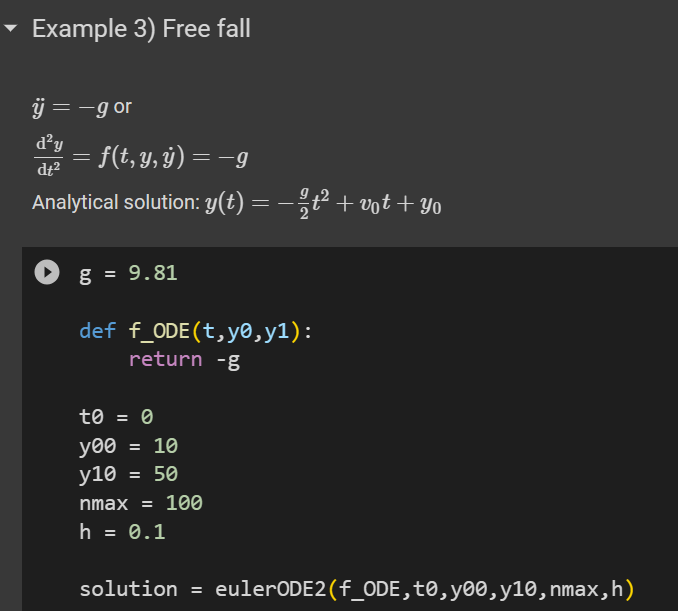 Example 3) Free fall
ÿ = −g or
d²y/dt² = f(t, y, ẏ) = −g
Analytical solution: y(t) = −g/2 t² + v₀t + y₀
g = 9.81
def f_ODE(t,y0,y1):
    return -g
t0 = 0
y00 = 10
y10 = 50
nmax = 100
h = 0.1
solution = eulerODE2(f_ODE,t0,y00,y10,nmax,h)